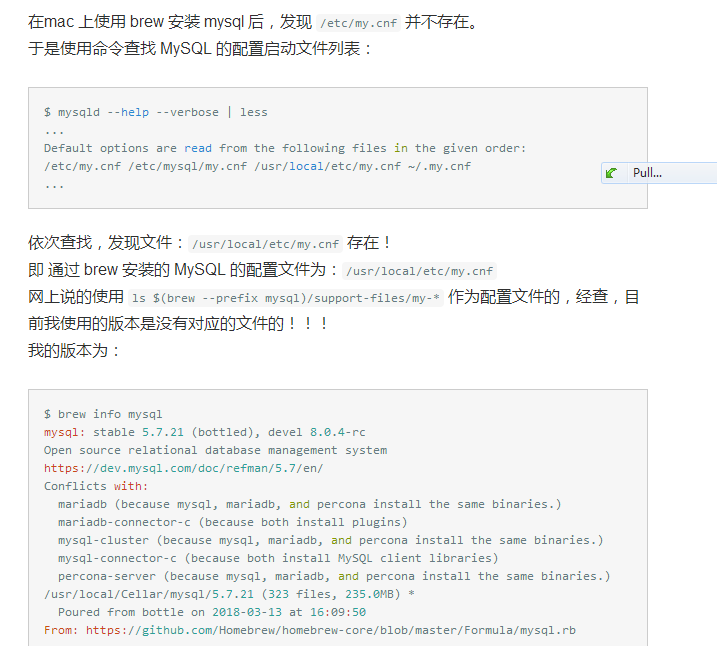 在mac 上使用 brew 安装 mysql 后，发现 /etc/my.cnf 并不存在。
于是使用命令查找 MySQL 的配置启动文件列表：
$ mysqld --help --verbose | less
...
Default options are read from the following files in the given order:
/etc/my.cnf /etc/mysql/my.cnf /usr/local/etc/my.cnf ~/.my.cnf
...
Pull...
依次查找，发现文件：/usr/local/etc/my.cnf 存在！
即 通过 brew 安装的 MySQL 的配置文件为：/usr/local/etc/my.cnf
网上说的使用 ls $(brew --prefix mysql)/support-files/my-* 作为配置文件的，经查，目
前我使用的版本是没有对应的文件的！！！
我的版本为：
$ brew info mysql
mysql: stable 5.7.21 (bottled), devel 8.0.4-rc
Open source relational database management system
https://dev.mysql.com/doc/refman/5.7/en/
Conflicts with:
  mariadb (because mysql, mariadb, and percona install the same binaries.)
  mariadb-connector-c (because both install plugins)
  mysql-cluster (because mysql, mariadb, and percona install the same binaries.)
  mysql-connector-c (because both install MySQL client libraries)
  percona-server (because mysql, mariadb, and percona install the same binaries.)
/usr/local/Cellar/mysql/5.7.21 (323 files, 235.0MB) *
  Poured from bottle on 2018-03-13 at 16:09:50
From: https://github.com/Homebrew/homebrew-core/blob/master/Formula/mysql.rb